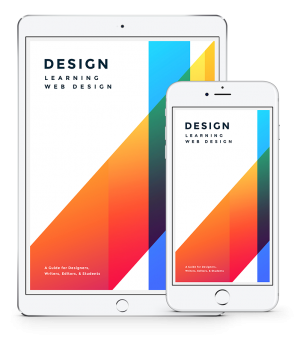 DESIGN
LEARNING
WEB DESIGN
A Guide for Designers,
Writers, Editors, & Students
DESIGN
LEARNING
WEB DESIGN
A Guide for Designers,
Writers, Editors, & Students